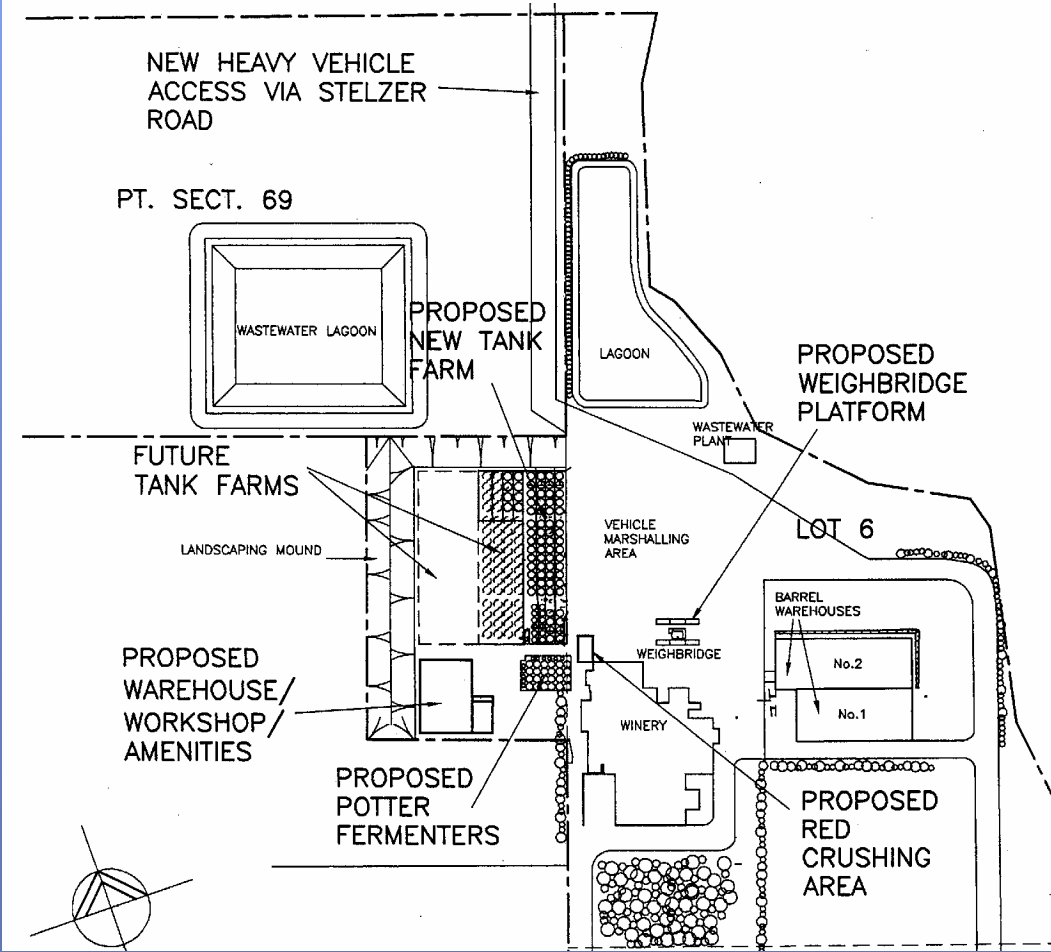 NEW HEAVY VEHICLE
ACCESS VIA STELZER
ROAD
PT. SECT. 69
WASTEWATER LAGOON
PROPOSED
NEW TANK
FARM
LAGOON
PROPOSED
WEIGHBRIDGE
PLATFORM
WASTEWATER
PLANT
FUTURE
TANK FARMS
LANDSCAPING MOUND
VEHICLE
MARSHALLING
AREA
LOT 6
BARREL
WAREHOUSES
No.2
No.1
WEIGHBRIDGE
WINERY
PROPOSED
WAREHOUSE/
WORKSHOP/
AMENITIES
PROPOSED
POTTER
FERMENTERS
PROPOSED
RED
CRUSHING
AREA